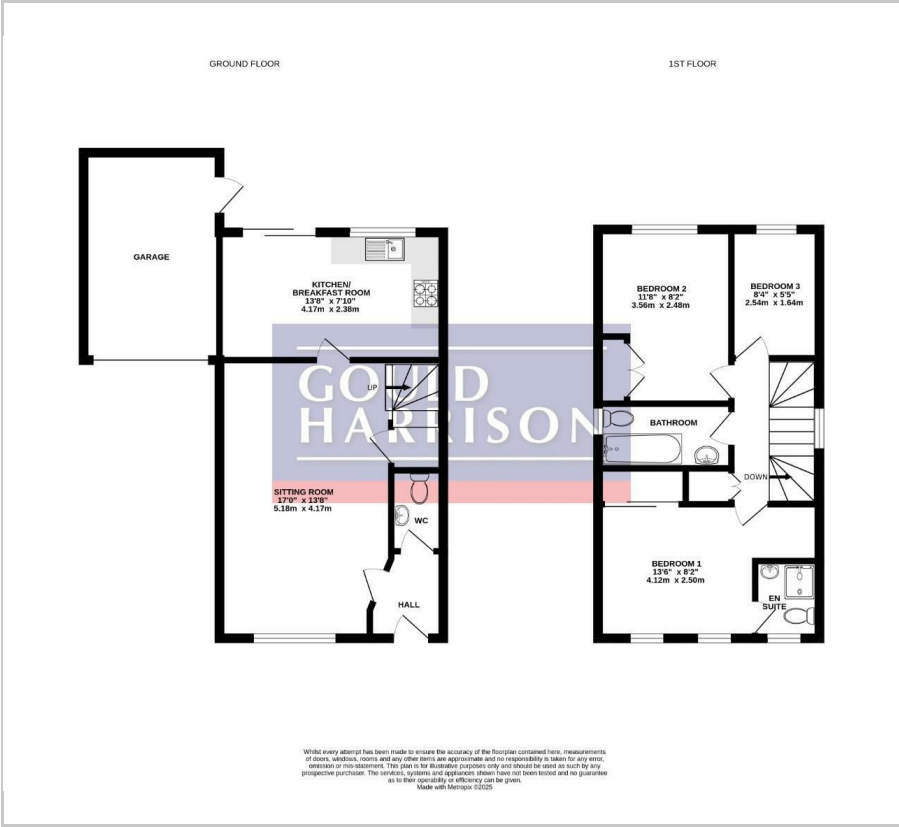 GROUND FLOOR
1ST FLOOR
GARAGE
KITCHEN/
BREAKFAST ROOM
13'8" x 7'10"
4.17m x 2.38m
BEDROOM 2
11'8" x 8'2"
3.56m x 2.48m
BEDROOM 3
8'4" x 5'5"
2.54m x 1.64m
UP
GOULD
HARRISON
BATHROOM
DOWN
SITTING ROOM
17'0" x 13'8"
5.18m x 4.17m
WC
HALL
BEDROOM 1
13'6" x 8'2"
4.12m x 2.50m
EN
SUITE
Whilst every attempt has been made to ensure the accuracy of the floorplan contained here, measurements
of doors, windows, rooms and any other items are approximate and no responsibility is taken for any error,
omission or mis-statement. This plan is for illustrative purposes only and should be used as such by any
prospective purchaser. The services, systems and appliances shown have not been tested and no guarantee
as to their operability or efficiency can be given.
Made with Metropix ©2025